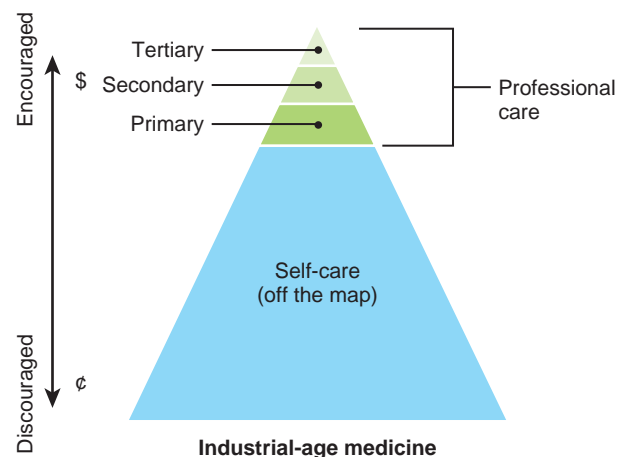 Encouraged
Discouraged
$
¢
Tertiary
Secondary
Primary
Professional
care
Self-care
(off the map)
Industrial-age medicine